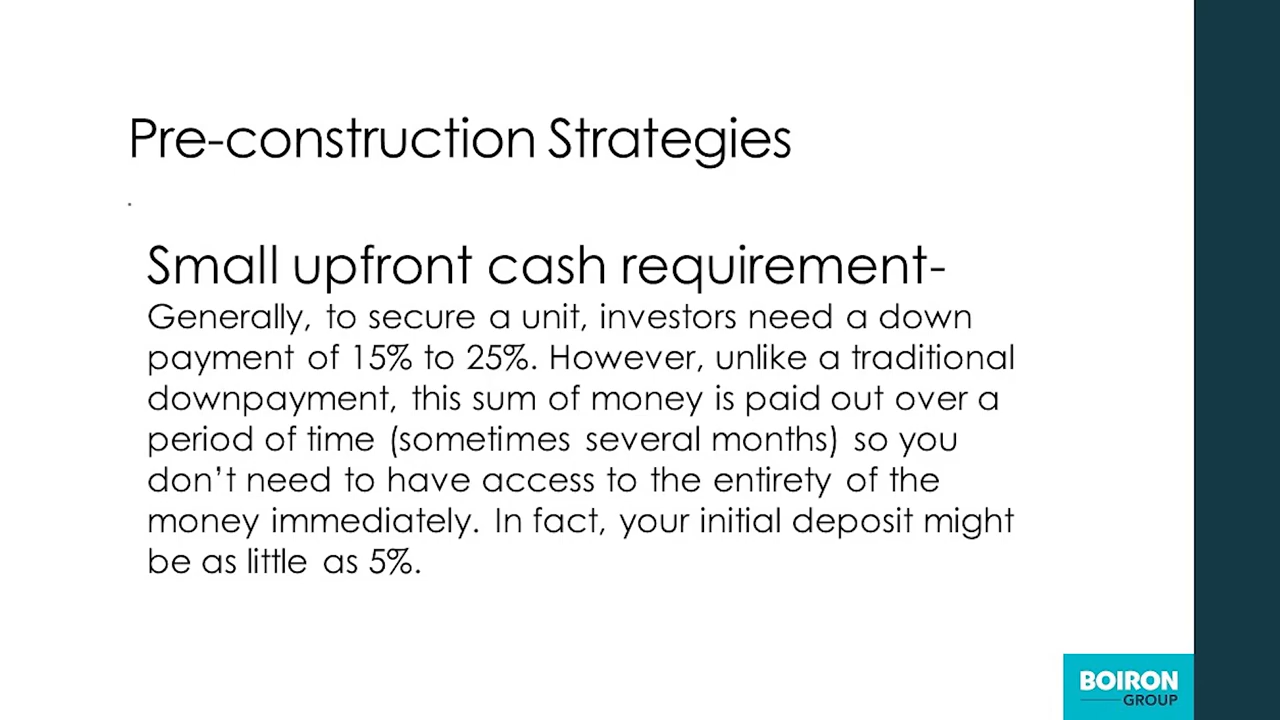 Pre-construction Strategies
Small upfront cash requirement-
Generally, to secure a unit, investors need a down
payment of 15% to 25%. However, unlike a traditional
downpayment, this sum of money is paid out over a
period of time (sometimes several months) so you
don’t need to have access to the entirety of the
money immediately. In fact, your initial deposit might
be as little as 5%.
BOIRON
GROUP